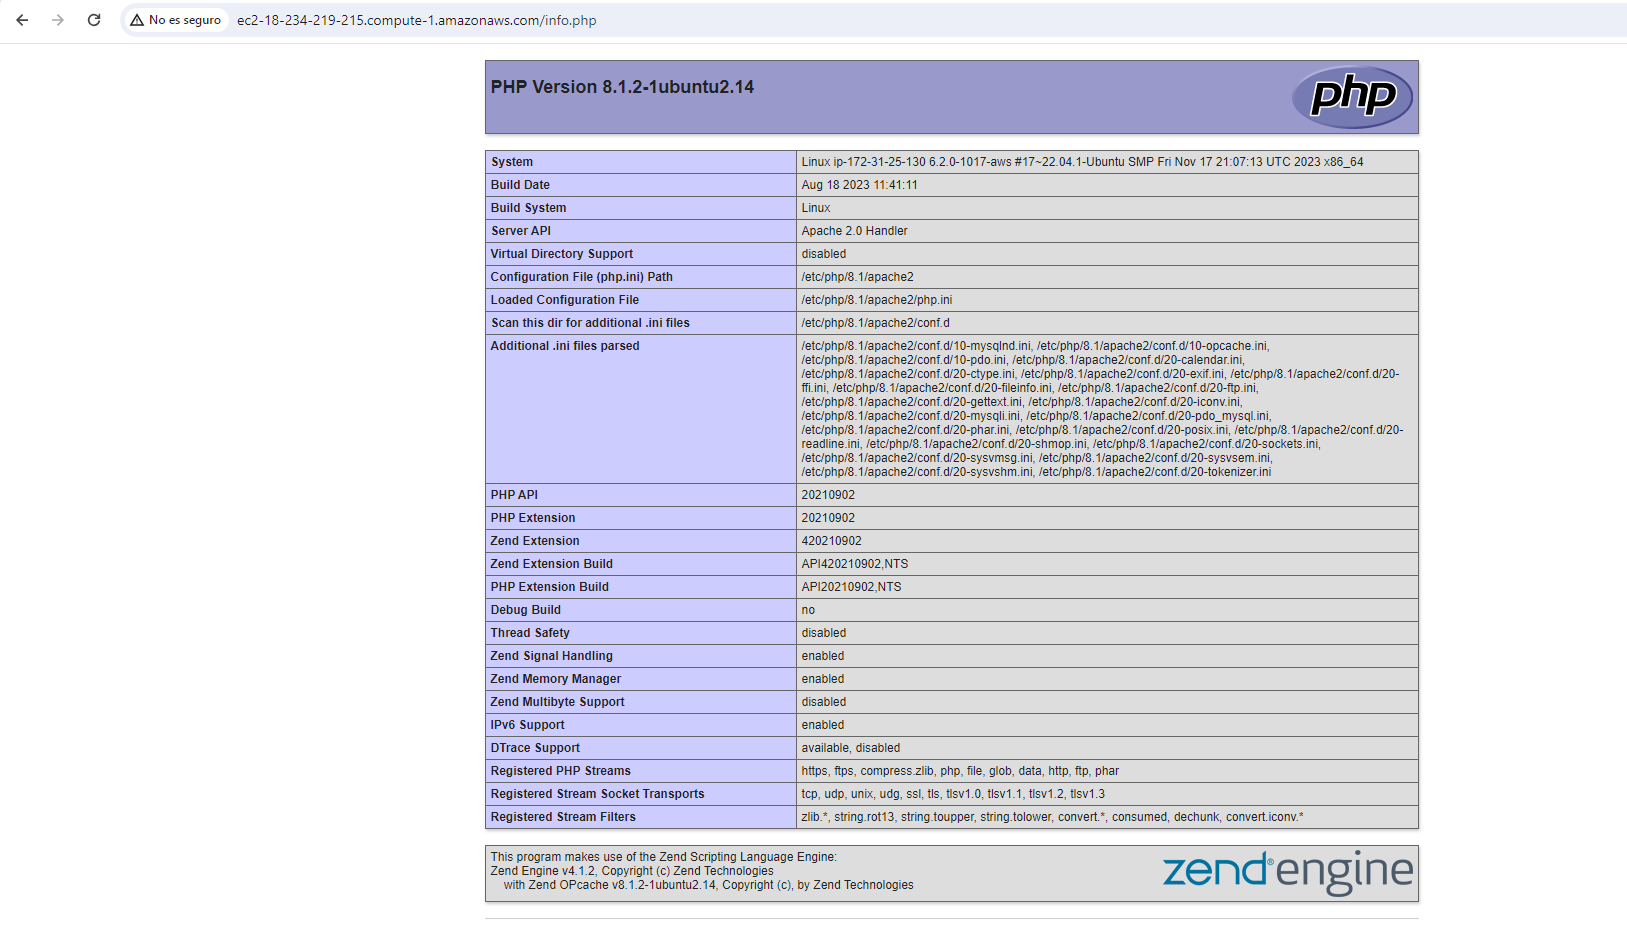 No es seguro ec2-18-234-219-215.compute-1.amazonaws.com/info.php
PHP Version 8.1.2-1ubuntu2.14
php
System Linux ip-172-31-25-130 6.2.0-1017-aws #17~22.04.1-Ubuntu SMP Fri Nov 17 21:07:13 UTC 2023 x86_64
Build Date Aug 18 2023 11:41:11
Build System Linux
Server API Apache 2.0 Handler
Virtual Directory Support disabled
Configuration File (php.ini) Path /etc/php/8.1/apache2
Loaded Configuration File /etc/php/8.1/apache2/php.ini
Scan this dir for additional .ini files /etc/php/8.1/apache2/conf.d
Additional .ini files parsed /etc/php/8.1/apache2/conf.d/10-mysqlnd.ini, /etc/php/8.1/apache2/conf.d/10-opcache.ini,
/etc/php/8.1/apache2/conf.d/10-pdo.ini, /etc/php/8.1/apache2/conf.d/20-calendar.ini,
/etc/php/8.1/apache2/conf.d/20-ctype.ini, /etc/php/8.1/apache2/conf.d/20-exif.ini, /etc/php/8.1/apache2/conf.d/20-
ffi.ini, /etc/php/8.1/apache2/conf.d/20-fileinfo.ini, /etc/php/8.1/apache2/conf.d/20-ftp.ini,
/etc/php/8.1/apache2/conf.d/20-gettext.ini, /etc/php/8.1/apache2/conf.d/20-iconv.ini,
/etc/php/8.1/apache2/conf.d/20-mysqli.ini, /etc/php/8.1/apache2/conf.d/20-pdo_mysql.ini,
/etc/php/8.1/apache2/conf.d/20-phar.ini, /etc/php/8.1/apache2/conf.d/20-posix.ini, /etc/php/8.1/apache2/conf.d/20-
readline.ini, /etc/php/8.1/apache2/conf.d/20-shmop.ini, /etc/php/8.1/apache2/conf.d/20-sockets.ini,
/etc/php/8.1/apache2/conf.d/20-sysvmsg.ini, /etc/php/8.1/apache2/conf.d/20-sysvsem.ini,
/etc/php/8.1/apache2/conf.d/20-sysvshm.ini, /etc/php/8.1/apache2/conf.d/20-tokenizer.ini
PHP API 20210902
PHP Extension 20210902
Zend Extension 420210902
Zend Extension Build API420210902,NTS
PHP Extension Build API20210902,NTS
Debug Build no
Thread Safety disabled
Zend Signal Handling enabled
Zend Memory Manager enabled
Zend Multibyte Support disabled
IPv6 Support enabled
DTrace Support available, disabled
Registered PHP Streams https, ftps, compress.zlib, php, file, glob, data, http, ftp, phar
Registered Stream Socket Transports tcp, udp, unix, udg, ssl, tls, tlsv1.0, tlsv1.1, tlsv1.2, tlsv1.3
Registered Stream Filters zlib.*, string.rot13, string.toupper, string.tolower, convert.*, consumed, dechunk, convert.iconv.*
This program makes use of the Zend Scripting Language Engine:
Zend Engine v4.1.2, Copyright (c) Zend Technologies
with Zend OPcache v8.1.2-1ubuntu2.14, Copyright (c), by Zend Technologies
zend®engine